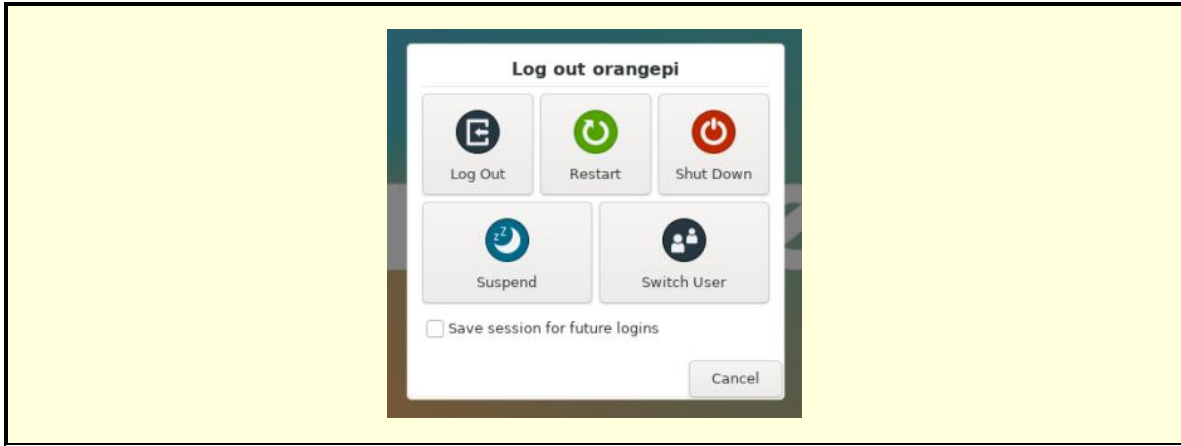 Log out orangepi
Log Out
Restart
Shut Down
Suspend
Switch User
Save session for future logins
Cancel